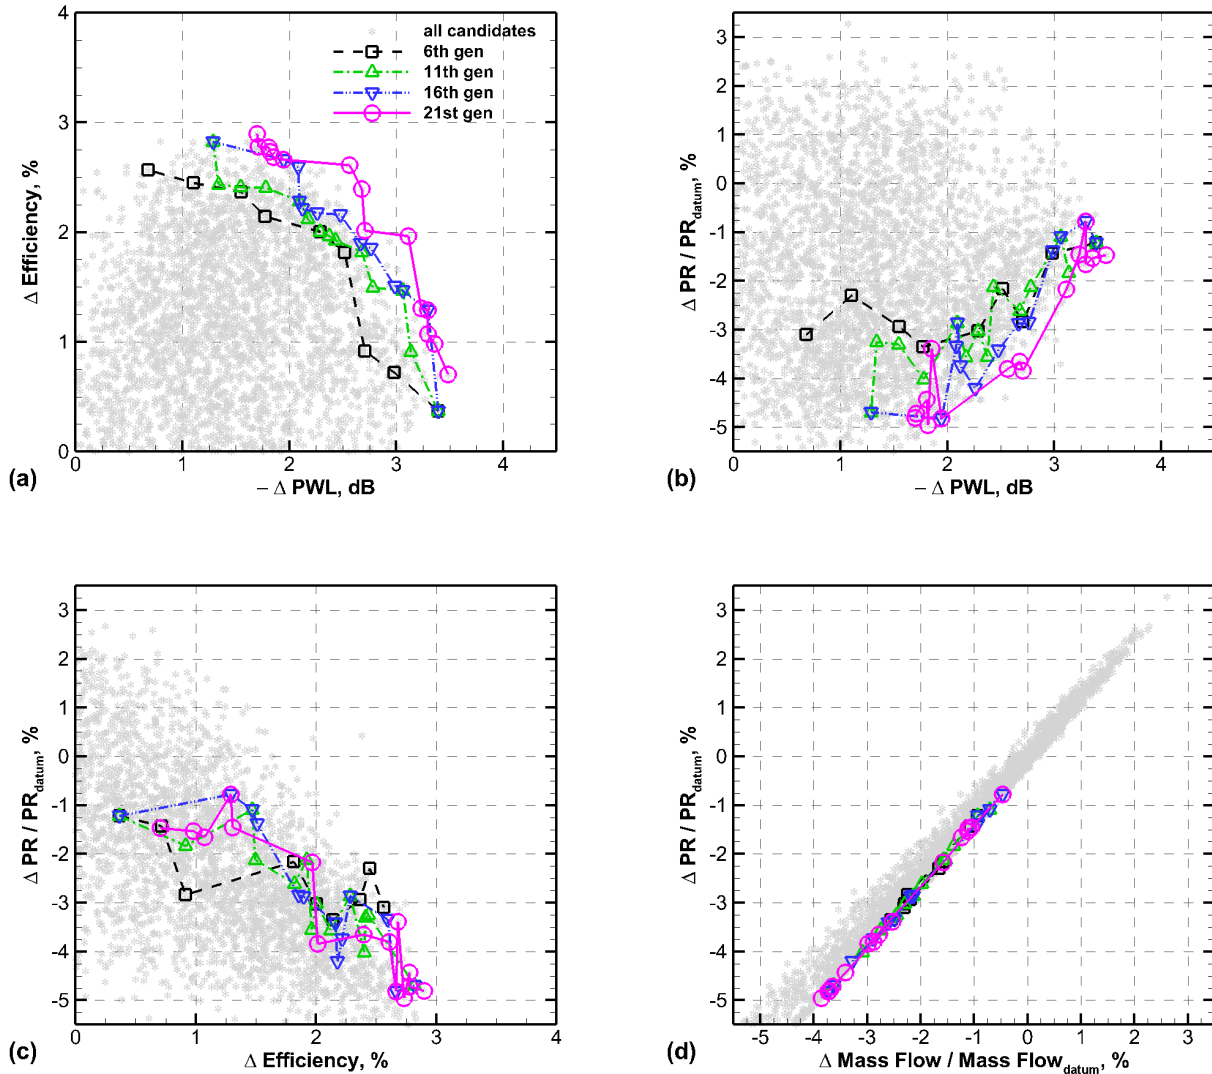 4
3
2
1
0
Δ Efficiency, %
all candidates
6th gen
11th gen
16th gen
21st gen
0 1 2 3 4
(a)
− Δ PWL, dB
3
2
1
0
-1
-2
-3
-4
-5
Δ PR / PRdatum, %
0 1 2 3 4
(b)
− Δ PWL, dB
3
2
1
0
-1
-2
-3
-4
-5
Δ PR / PRdatum, %
0 1 2 3 4
(c)
Δ Efficiency, %
3
2
1
0
-1
-2
-3
-4
-5
Δ PR / PRdatum, %
-5 -4 -3 -2 -1 0 1 2 3
(d)
Δ Mass Flow / Mass Flowdatum, %